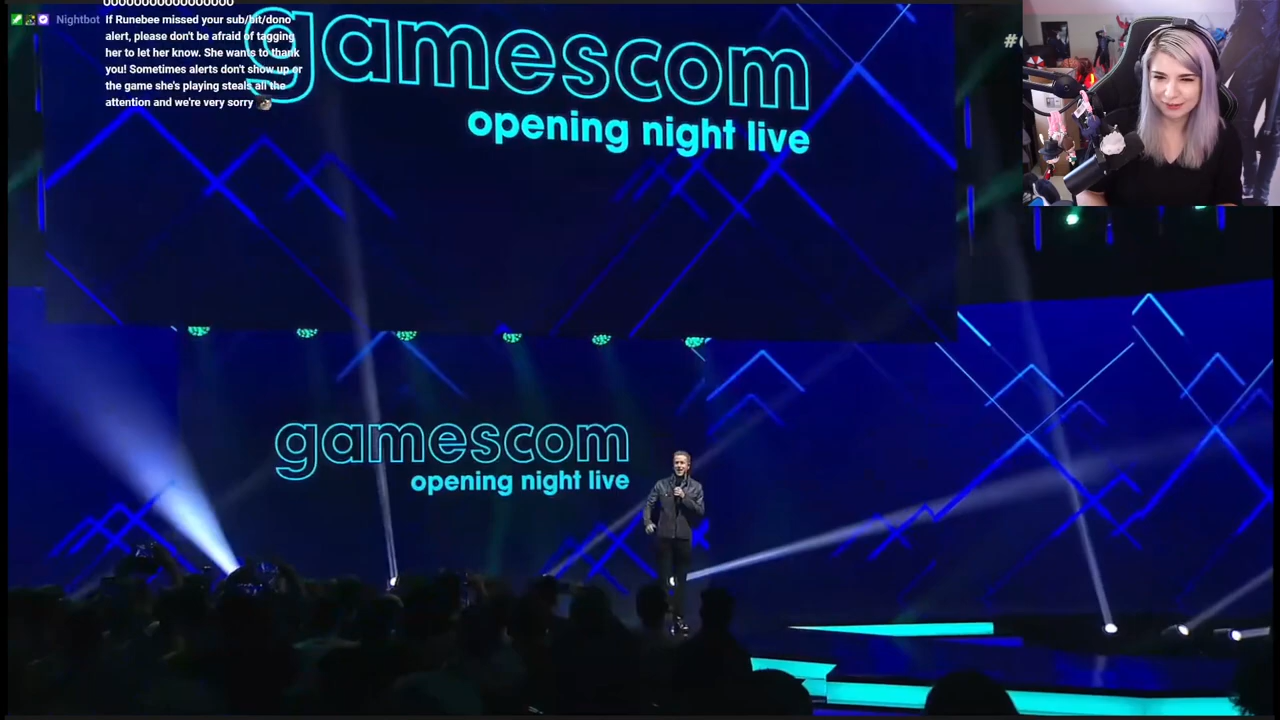 OOOOOOOOOOOOOOOOO
Nightbot If Runebee missed your sub/bit/dono
alert, please don't be afraid of tagging
her to let her know. She wants to thank
you! Sometimes alerts don't show up or
the game she's playing steals all the
attention and we're very sorry
gamescom
opening night live
gamescom
opening night live